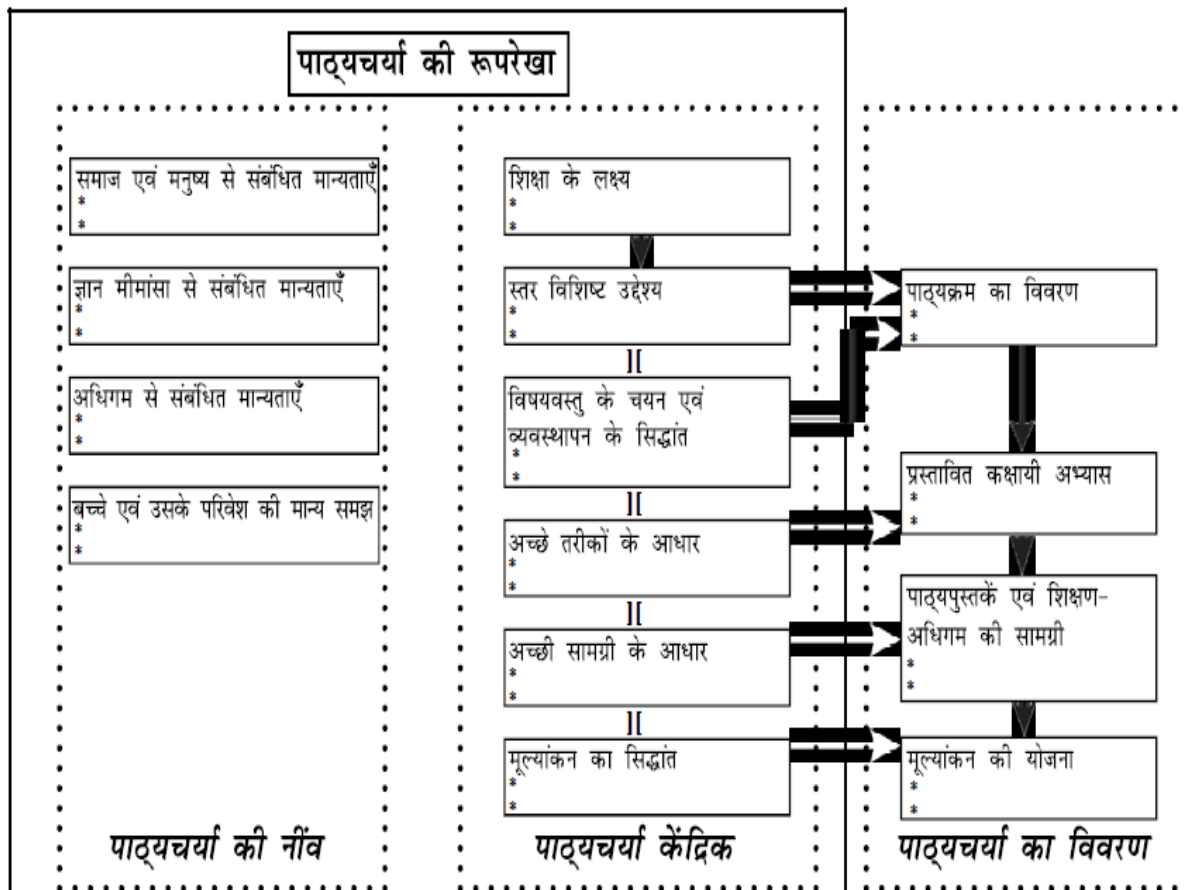 पाठ्यचर्या की रूपरेखा
समाज एवं मनुष्य से संबंधित मान्यताएँ
*
*
ज्ञान मीमांसा से संबंधित मान्यताएँ
*
*
अधिगम से संबंधित मान्यताएँ
*
*
बच्चे एवं उसके परिवेश की मान्य समझ
*
*
पाठ्यचर्या की नींव
शिक्षा के लक्ष्य
*
*
स्तर विशिष्ट उद्देश्य
*
*
][
विषयवस्तु के चयन एवं
व्यवस्थापन के सिद्धांत
*
*
][
अच्छे तरीकों के आधार
*
*
][
अच्छी सामग्री के आधार
*
*
][
मूल्यांकन का सिद्धांत
*
*
पाठ्यचर्या केंद्रिक
पाठ्यक्रम का विवरण
*
*
प्रस्तावित कक्षायी अभ्यास
*
*
पाठ्यपुस्तकें एवं शिक्षण-
अधिगम की सामग्री
*
*
मूल्यांकन की योजना
*
*
पाठ्यचर्या का विवरण